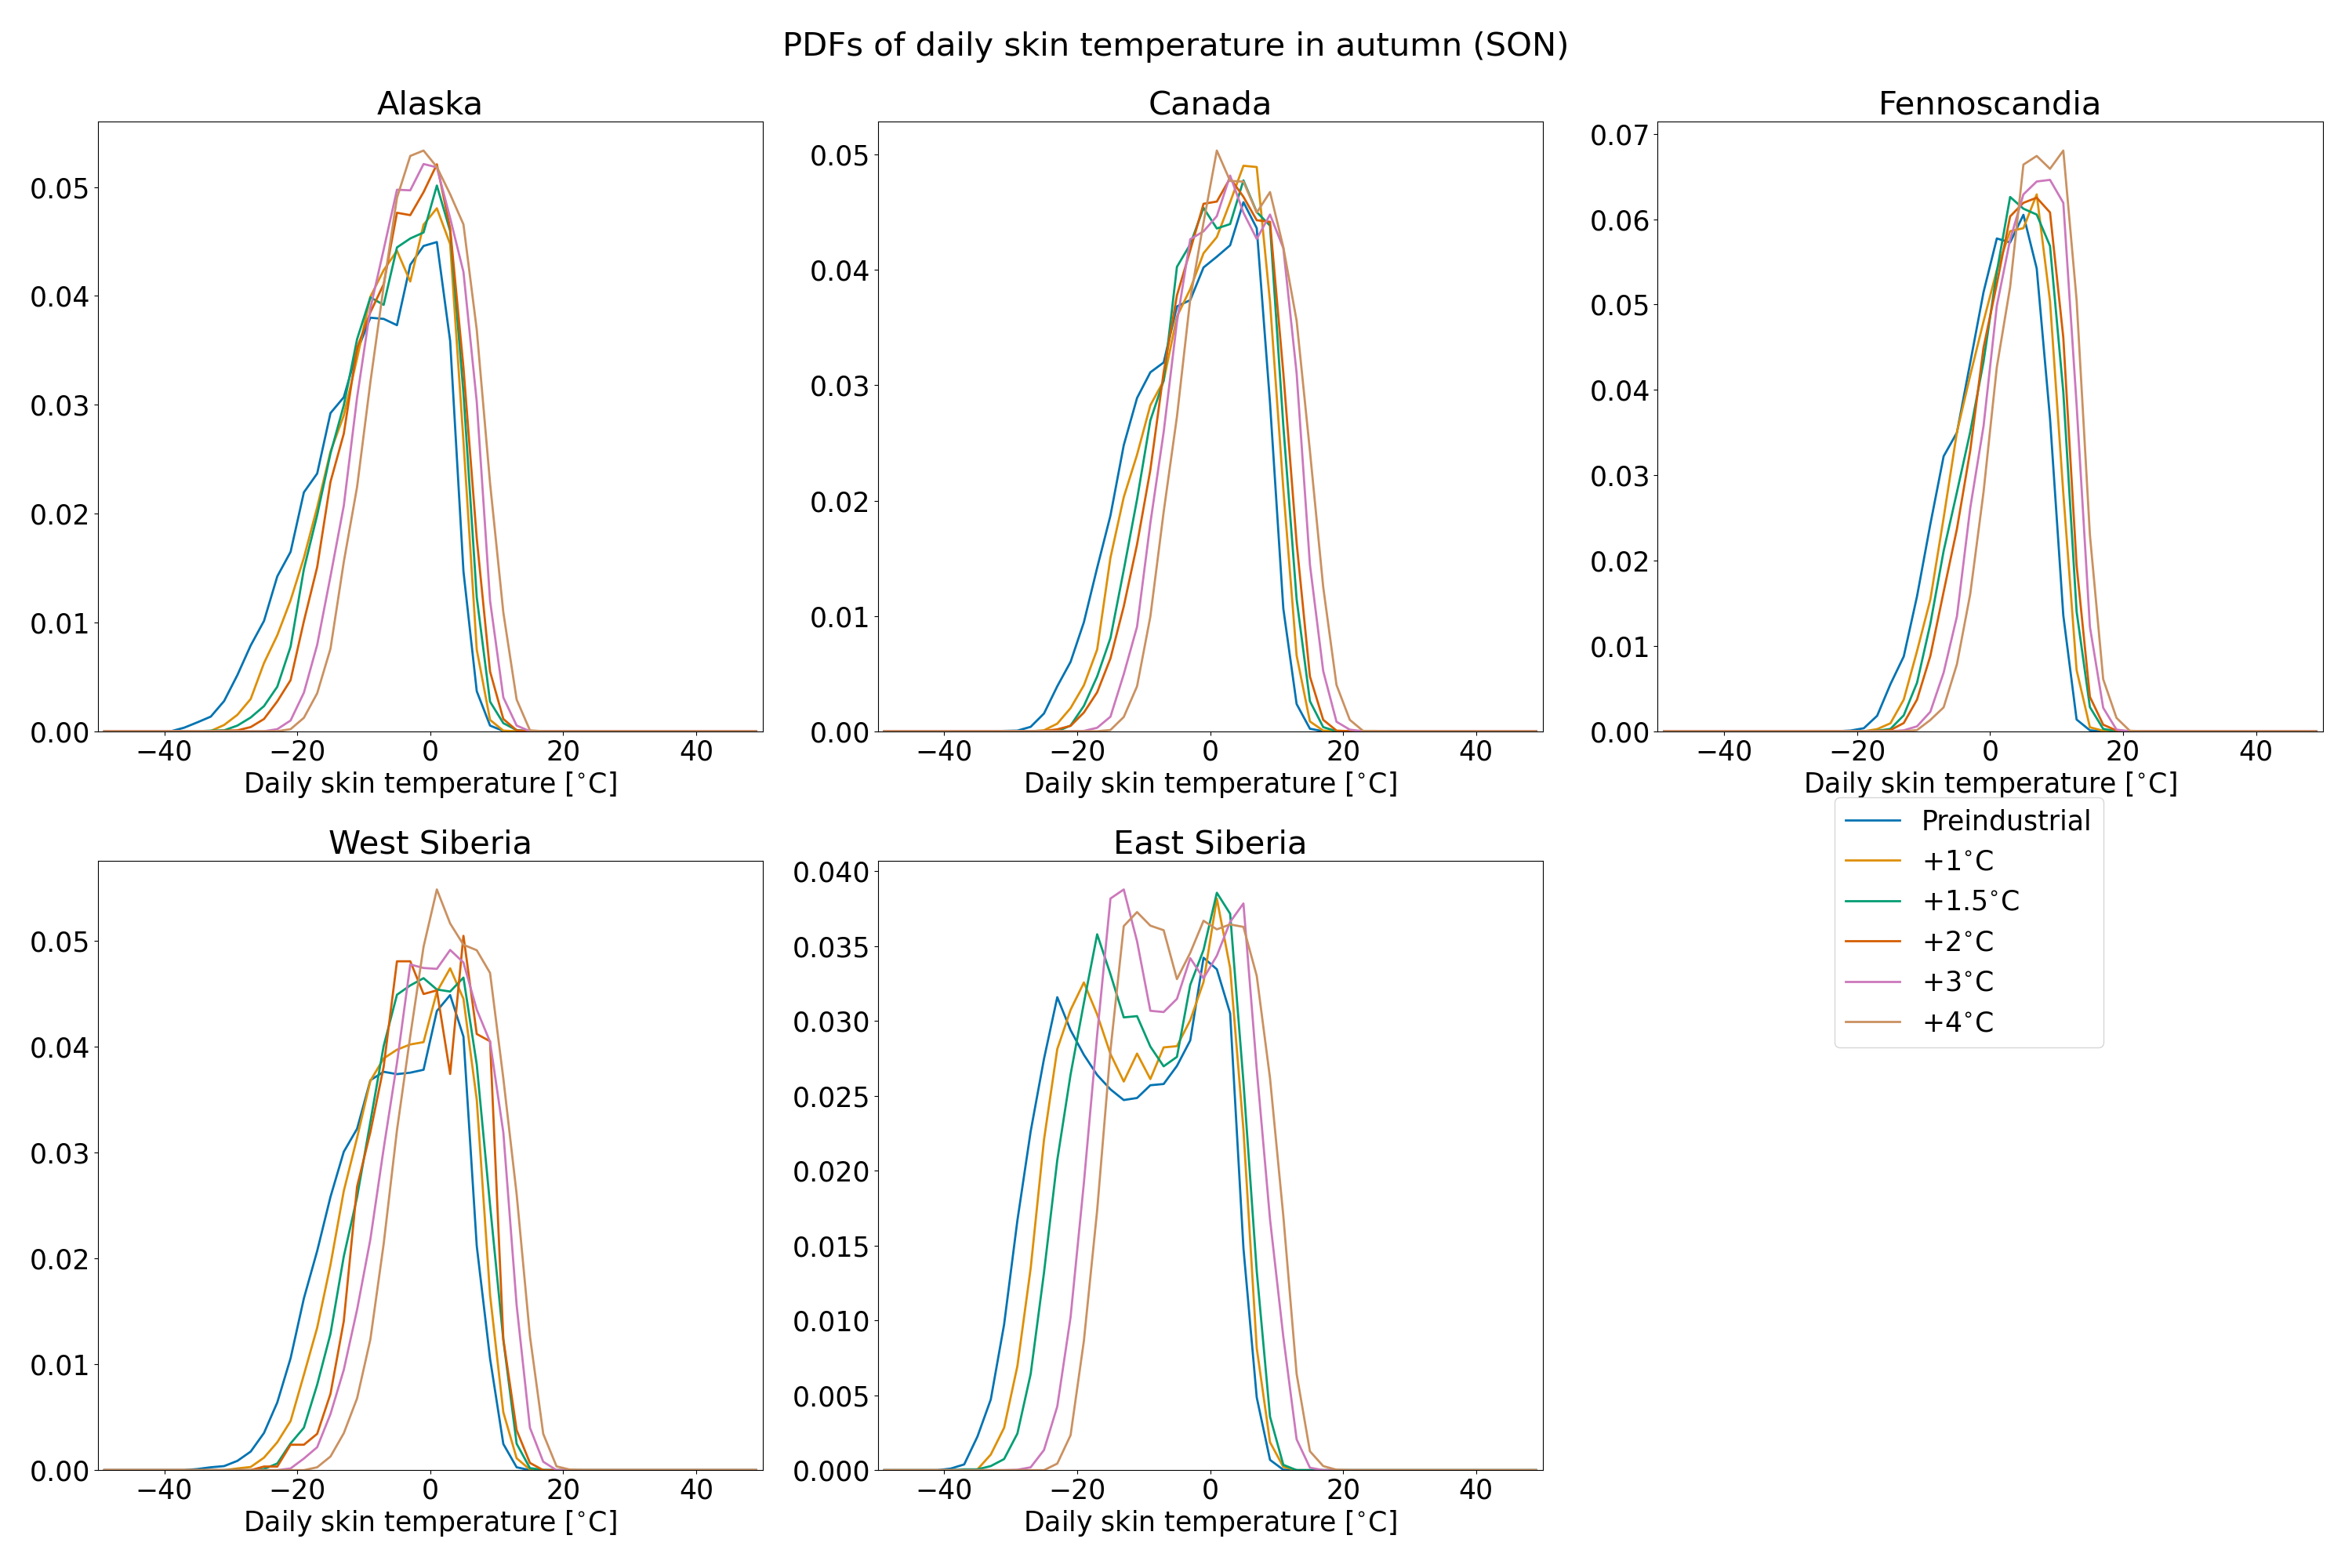 PDFs of daily skin temperature in autumn (SON)
Alaska
0.05
0.04
0.03
0.02
0.01
0.00
−40 −20 0 20 40
Daily skin temperature [°C]
Canada
0.05
0.04
0.03
0.02
0.01
0.00
−40 −20 0 20 40
Daily skin temperature [°C]
Fennoscandia
0.07
0.06
0.05
0.04
0.03
0.02
0.01
0.00
−40 −20 0 20 40
Daily skin temperature [°C]
West Siberia
0.05
0.04
0.03
0.02
0.01
0.00
−40 −20 0 20 40
Daily skin temperature [°C]
East Siberia
0.040
0.035
0.030
0.025
0.020
0.015
0.010
0.005
0.000
−40 −20 0 20 40
Daily skin temperature [°C]
Preindustrial
+1°C
+1.5°C
+2°C
+3°C
+4°C